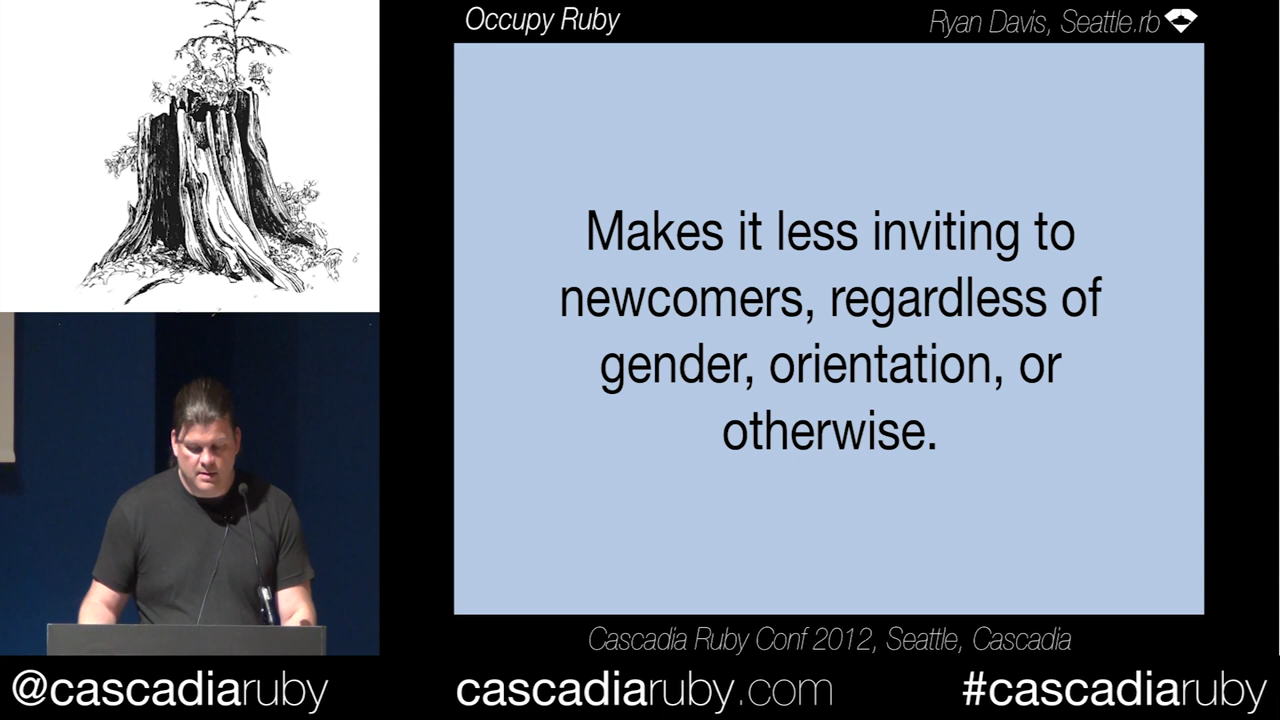 Occupy Ruby
Ryan Davis, Seattle.rb
Makes it less inviting to
newcomers, regardless of
gender, orientation, or
otherwise.
Cascadia Ruby Conf 2012, Seattle, Cascadia
@cascadiaruby
cascadiaruby.com
#cascadiaruby